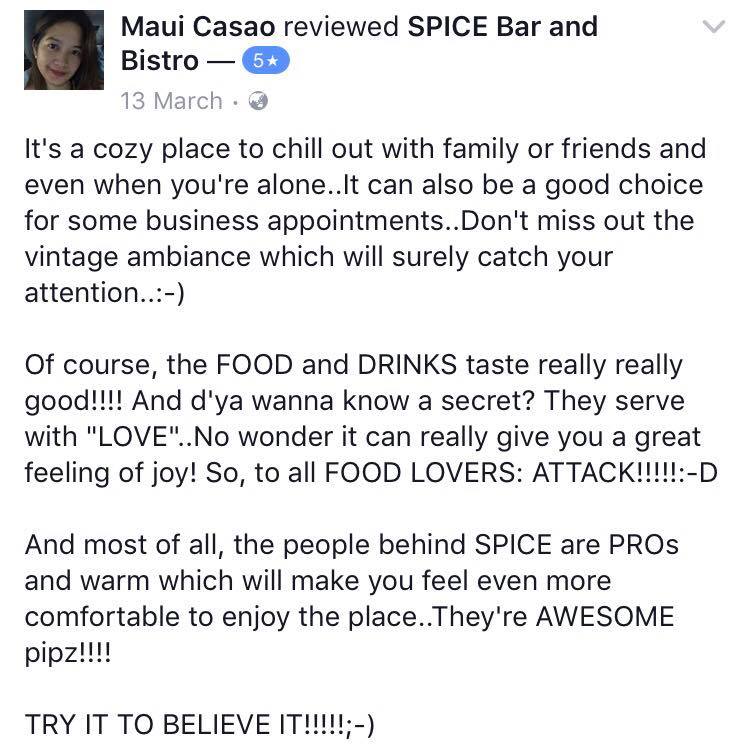 Maui Casao reviewed SPICE Bar and
Bistro — 5★
13 March ·
It's a cozy place to chill out with family or friends and
even when you're alone..It can also be a good choice
for some business appointments..Don't miss out the
vintage ambiance which will surely catch your
attention..:-)
Of course, the FOOD and DRINKS taste really really
good!!!! And d'ya wanna know a secret? They serve
with "LOVE"..No wonder it can really give you a great
feeling of joy! So, to all FOOD LOVERS: ATTACK!!!!!:-D
And most of all, the people behind SPICE are PROs
and warm which will make you feel even more
comfortable to enjoy the place..They're AWESOME
pipz!!!!
TRY IT TO BELIEVE IT!!!!!;-)